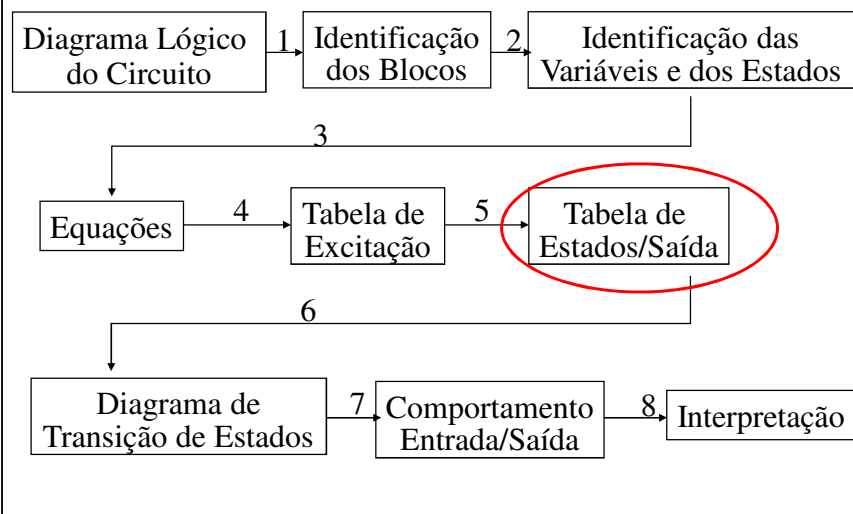 Diagrama Lógico
do Circuito
1
Identificação
dos Blocos
2
Identificação das
Variáveis e dos Estados
3
Equações
4
Tabela de
Excitação
5
Tabela de
Estados/Saída
6
Diagrama de
Transição de Estados
7
Comportamento
Entrada/Saída
8
Interpretação